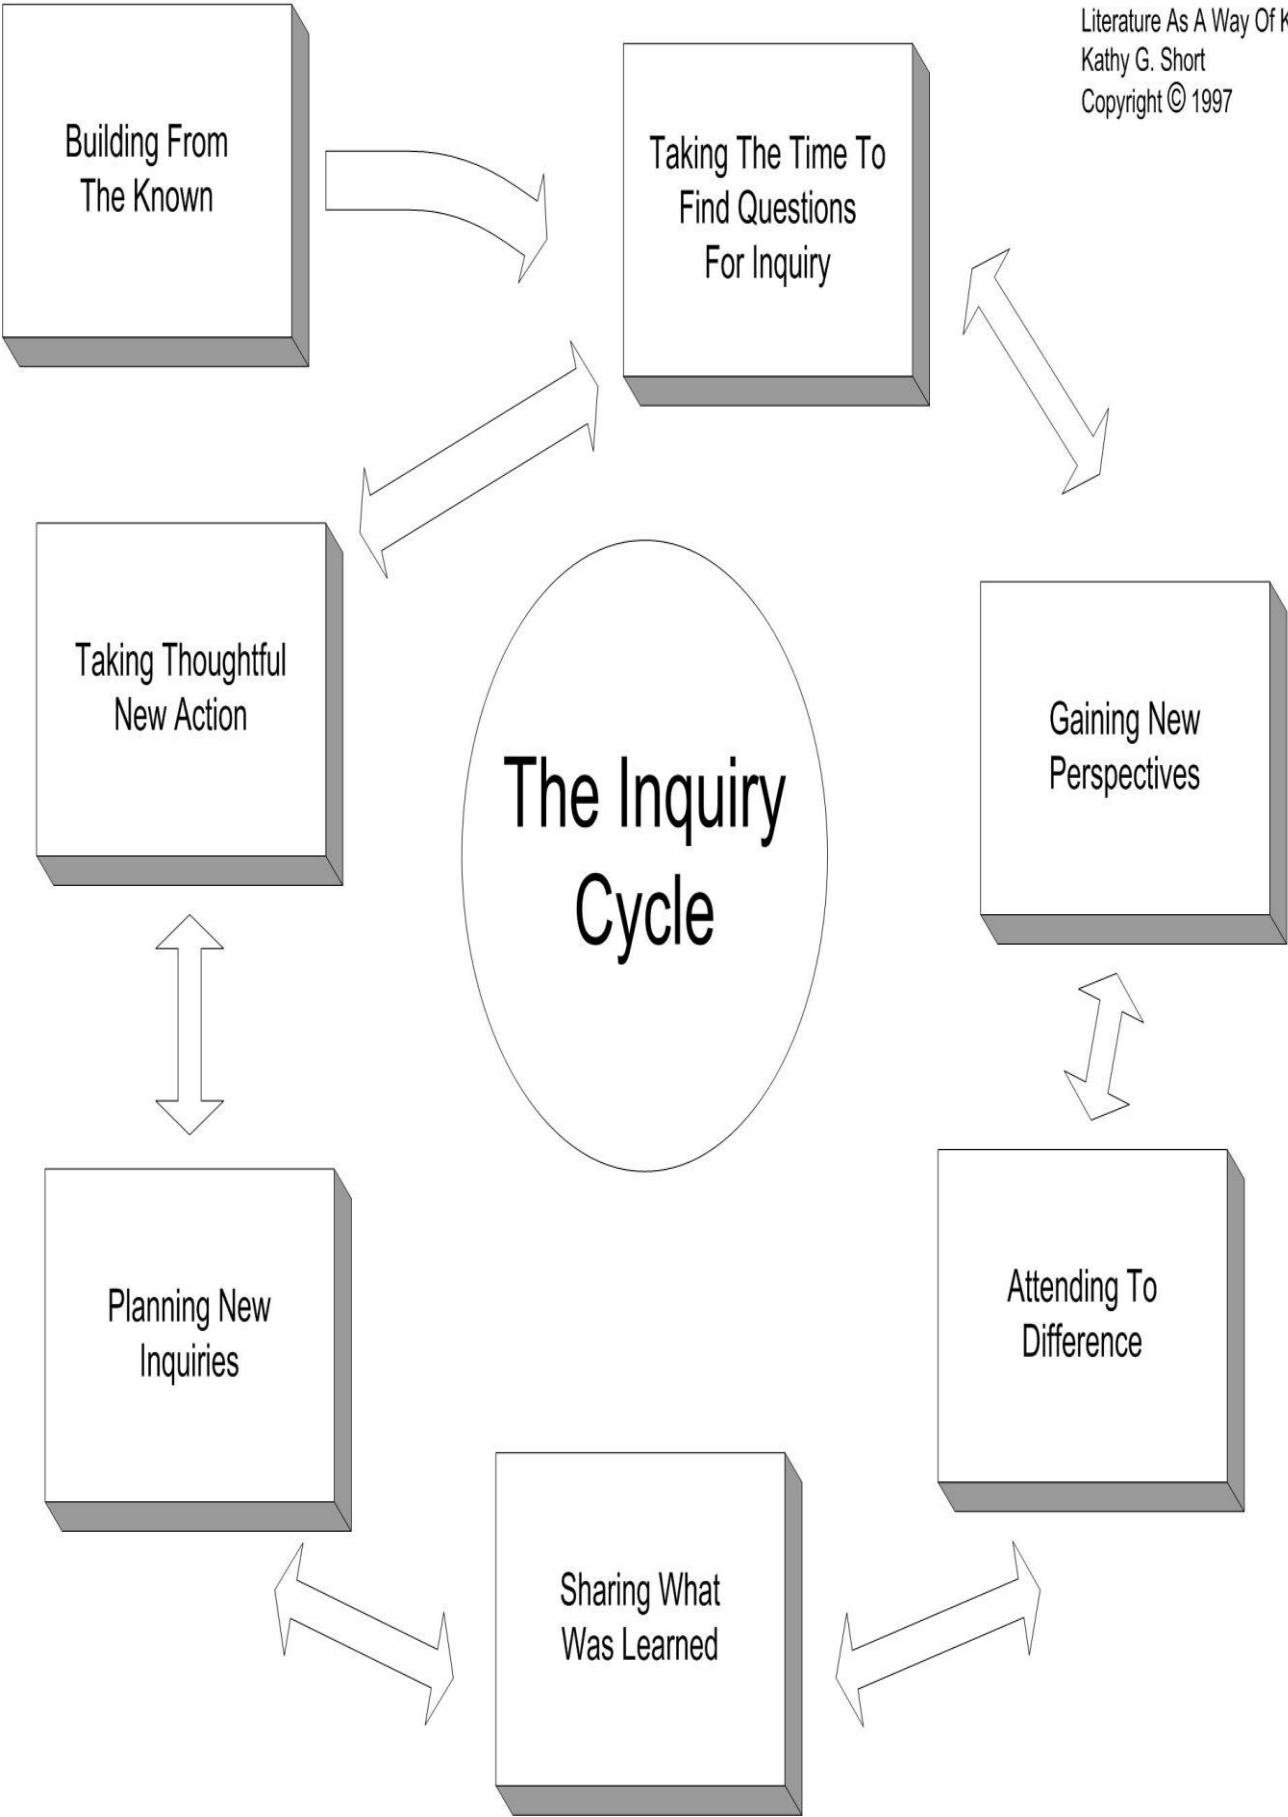 Literature As A Way Of
Kathy G. Short
Copyright © 1997
Building From
The Known
Taking The Time To
Find Questions
For Inquiry
Taking Thoughtful
New Action
The Inquiry
Cycle
Gaining New
Perspectives
Planning New
Inquiries
Attending To
Difference
Sharing What
Was Learned